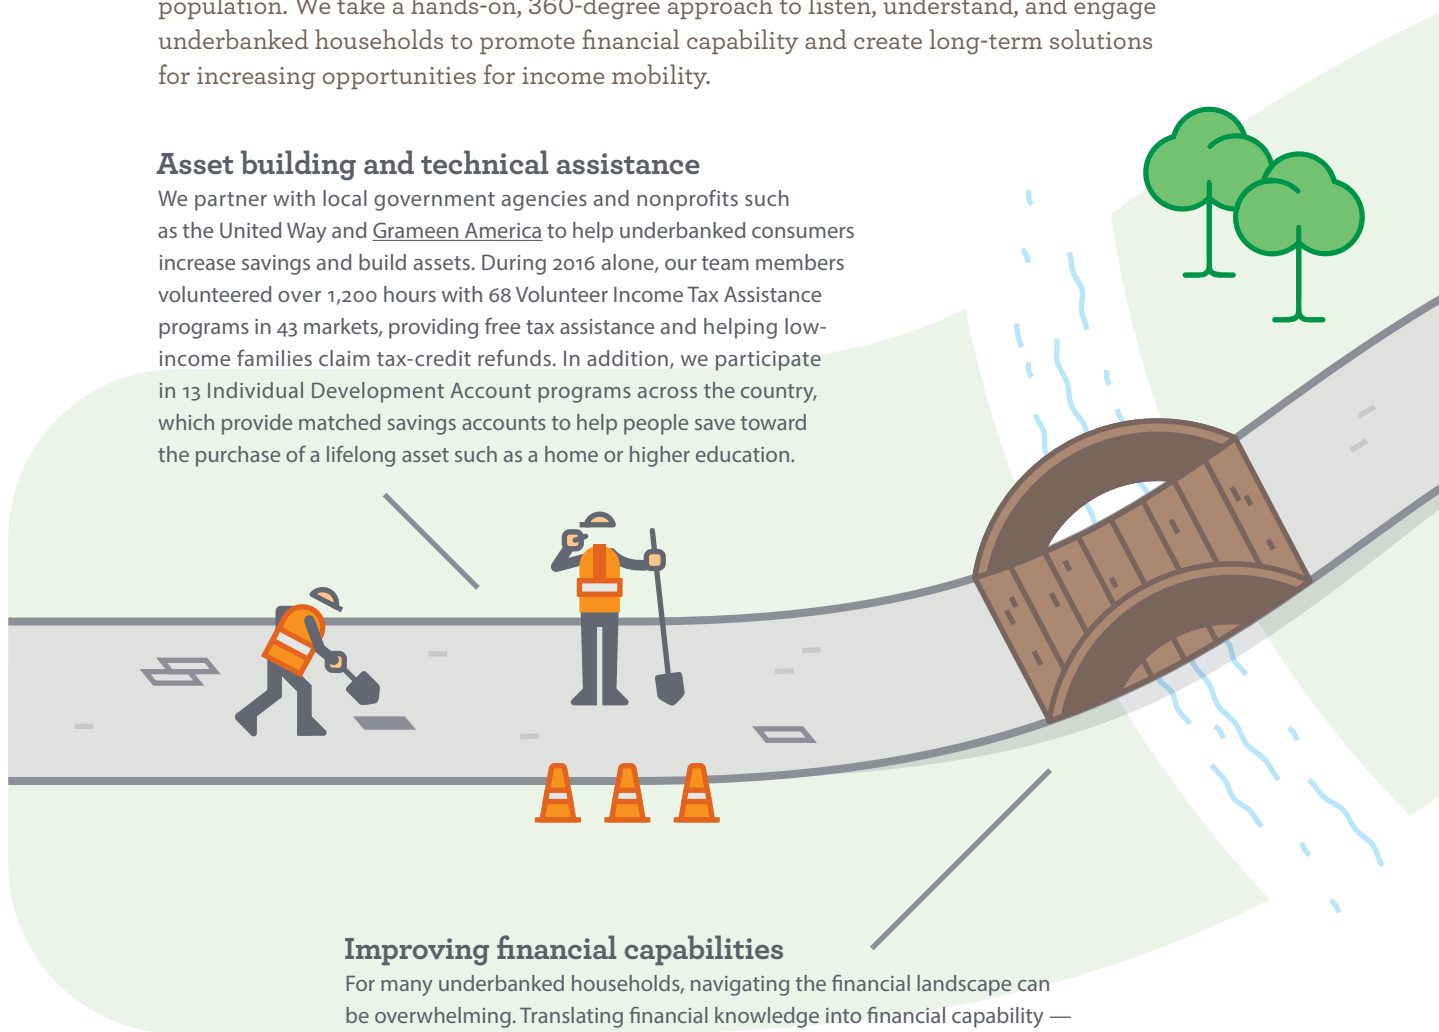 population. We take a hands-on, 360-degree approach to listen, understand, and engage
underbanked households to promote financial capability and create long-term solutions
for increasing opportunities for income mobility.
Asset building and technical assistance
We partner with local government agencies and nonprofits such
as the United Way and Grameen America to help underbanked consumers
increase savings and build assets. During 2016 alone, our team members
volunteered over 1,200 hours with 68 Volunteer Income Tax Assistance
programs in 43 markets, providing free tax assistance and helping low-
income families claim tax-credit refunds. In addition, we participate
in 13 Individual Development Account programs across the country,
which provide matched savings accounts to help people save toward
the purchase of a lifelong asset such as a home or higher education.
Improving financial capabilities
For many underbanked households, navigating the financial landscape can
be overwhelming. Translating financial knowledge into financial capability —